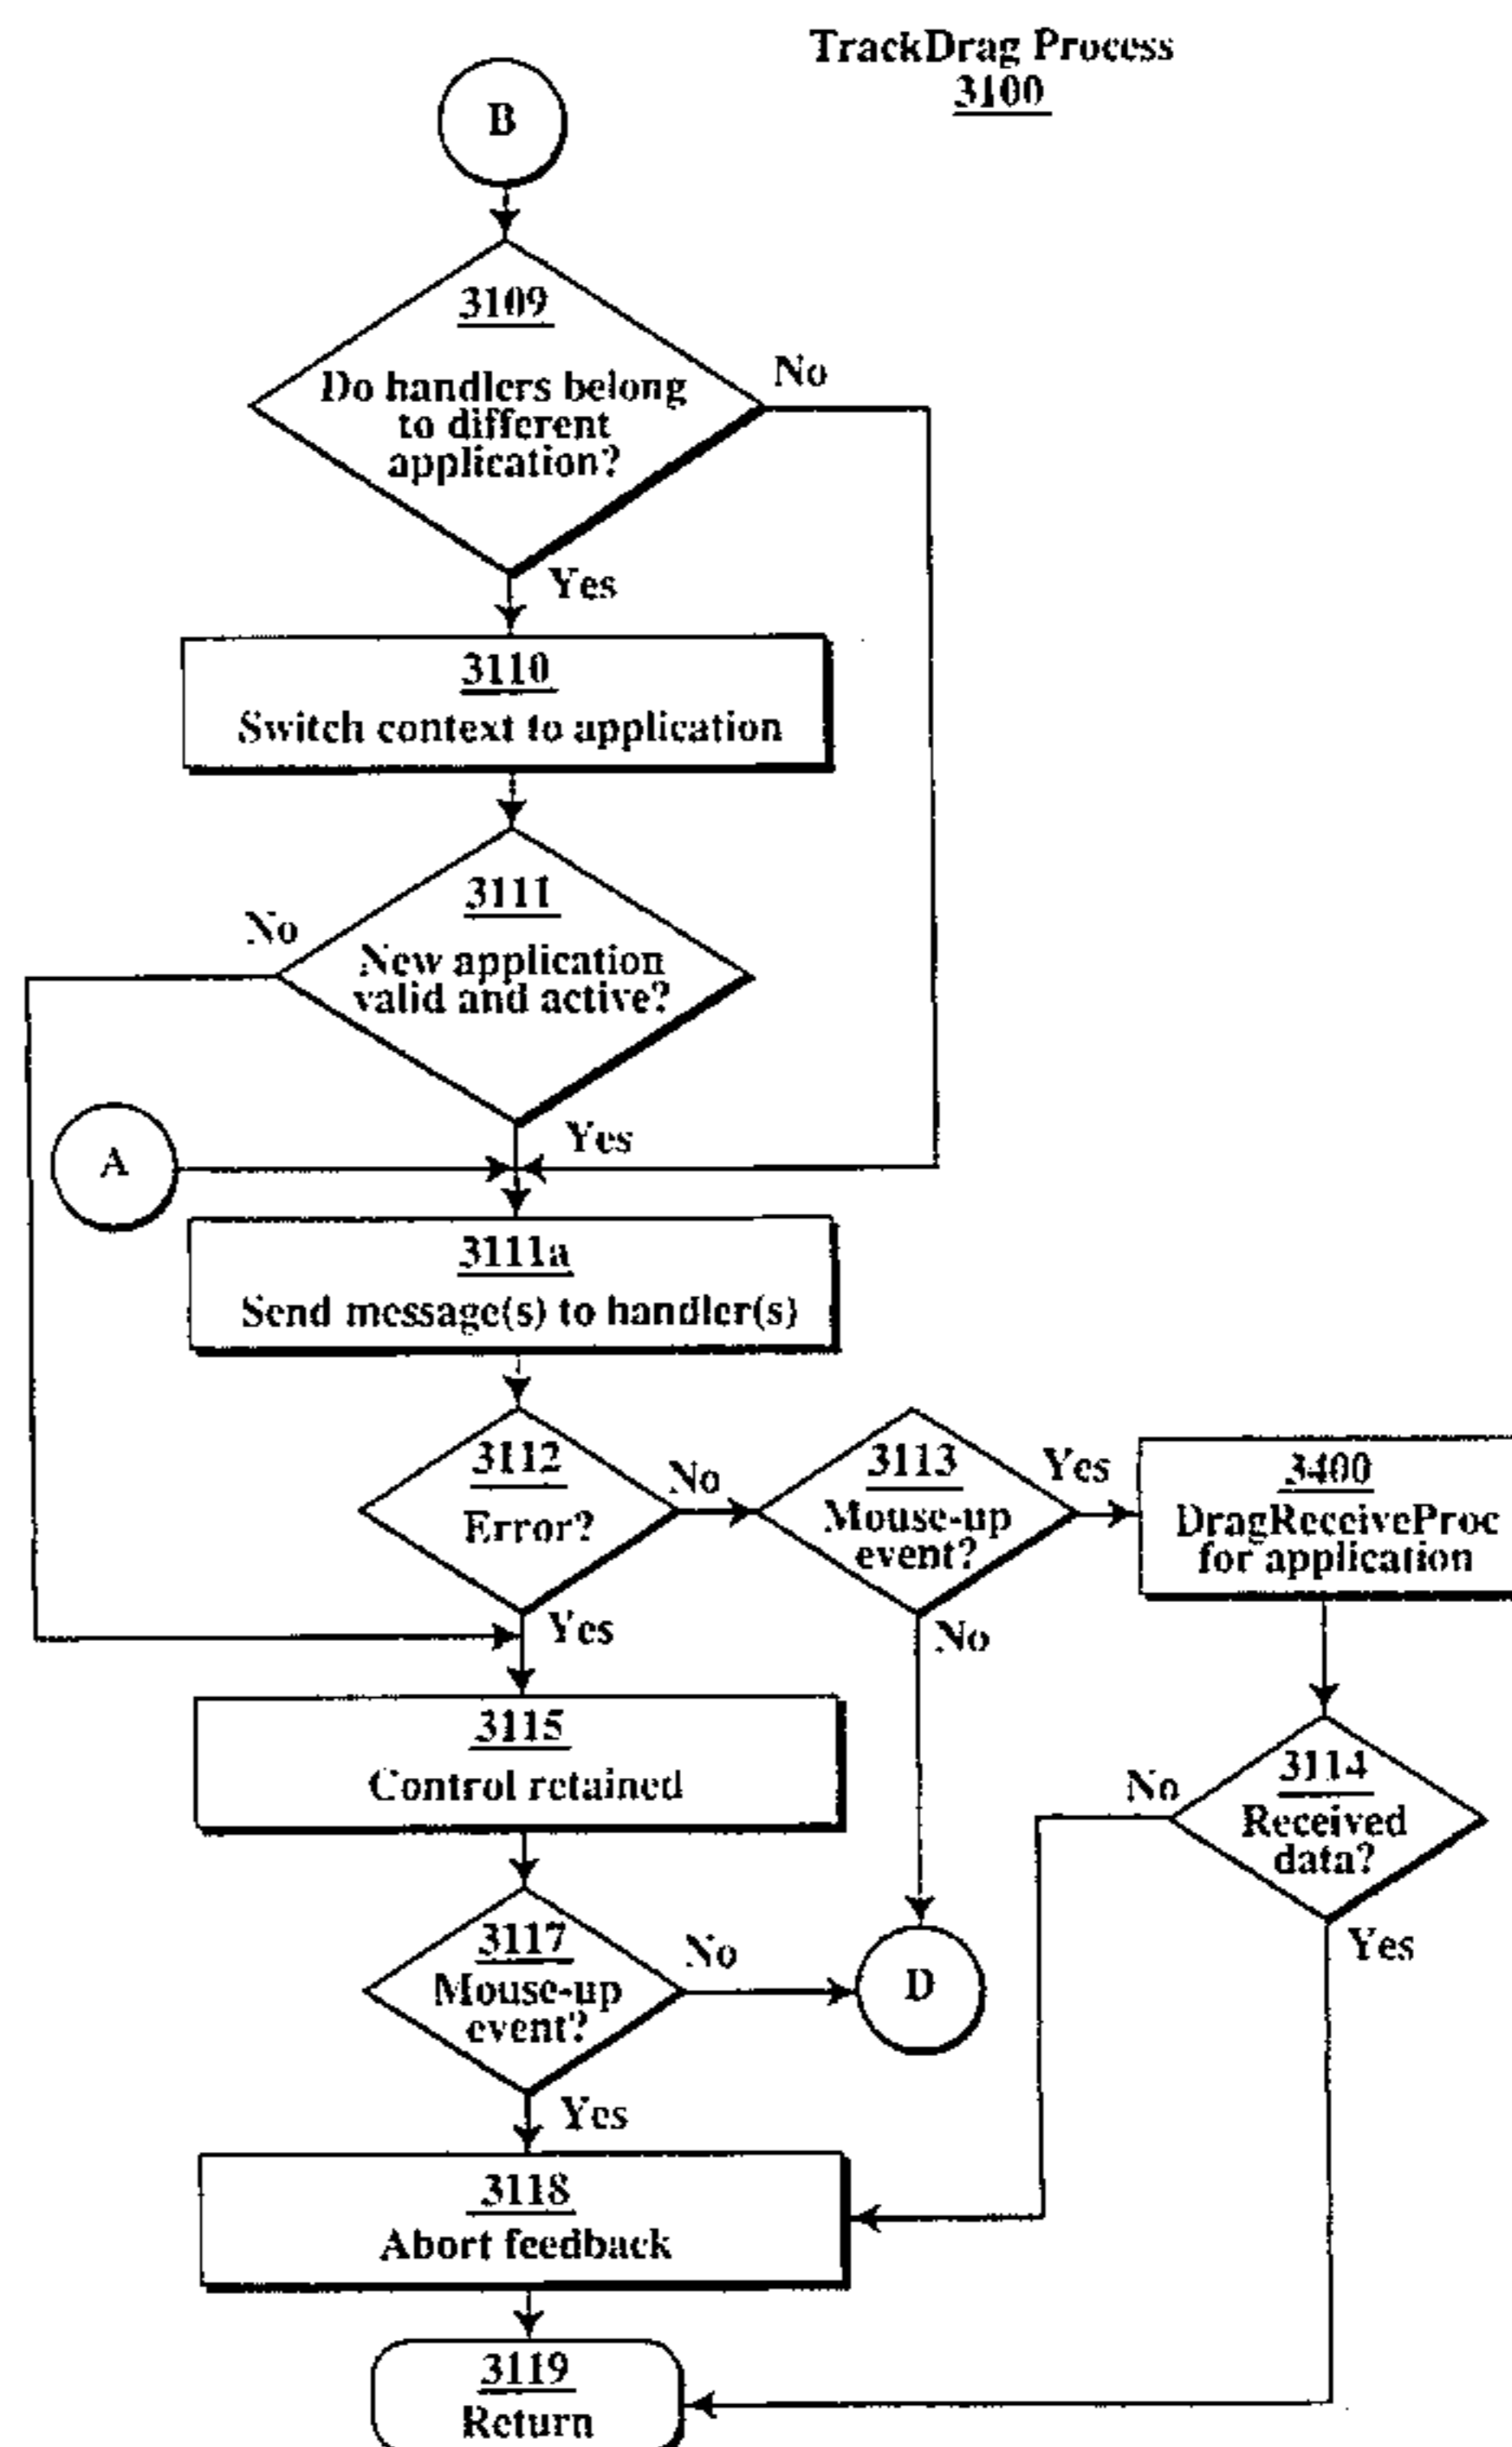 TrackDrag Process
3100
B
3109
Do handlers belong
to different
application?
No
Yes
3110
Switch context to application
3111
New application
valid and active?
No
Yes
A
3111a
Send message(s) to handler(s)
3112
Error?
No
Yes
3113
Mouse-up
event?
Yes
No
3400
DragReceiveProc
for application
3115
Control retained
3114
Received
data?
No
Yes
3117
Mouse-up
event?
No
Yes
D
3118
Abort feedback
3119
Return